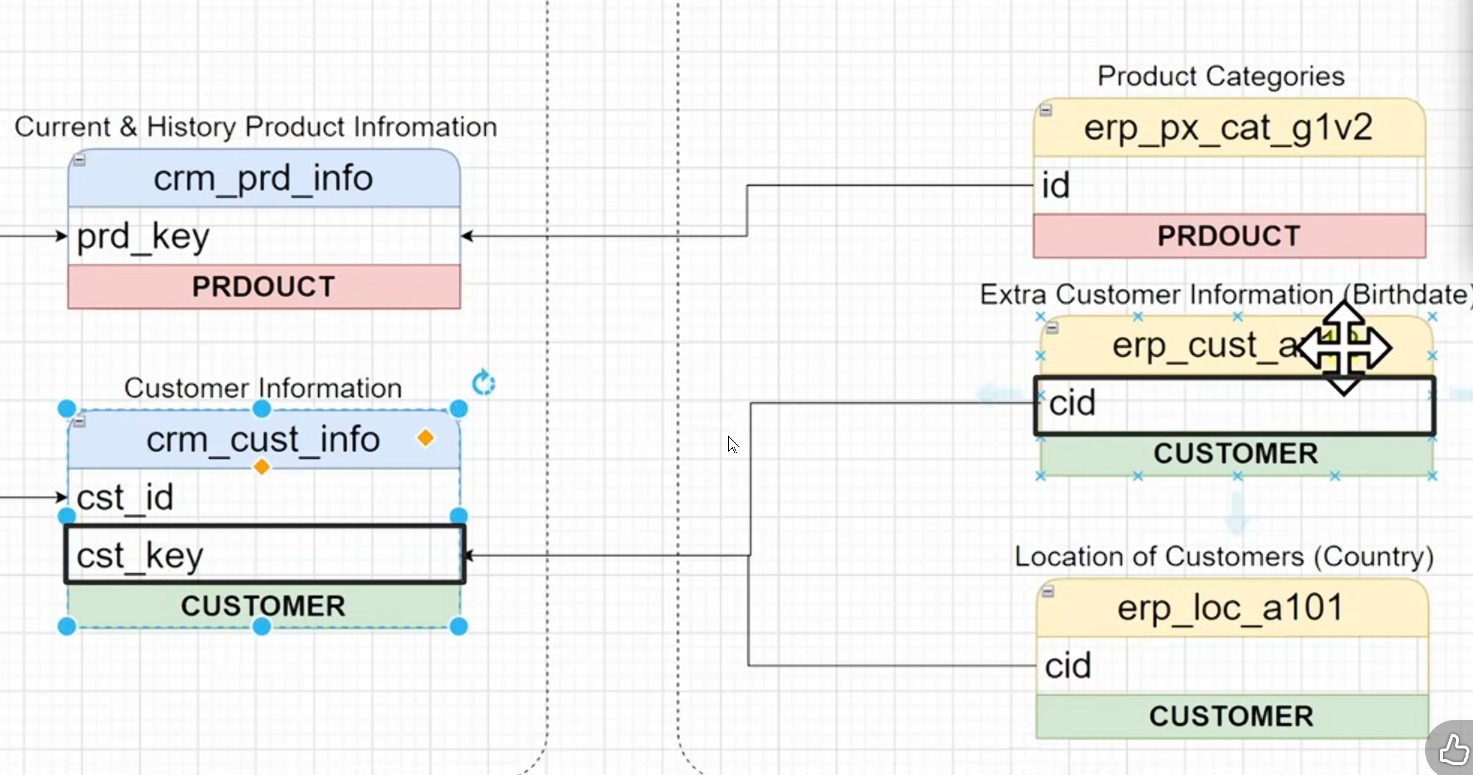 Current & History Product Infromation
crm_prd_info
prd_key
PRDOUCT
Customer Information
crm_cust_info
cst_id
cst_key
CUSTOMER
Product Categories
erp_px_cat_g1v2
id
PRDOUCT
Extra Customer Information (Birthdate)
cid
CUSTOMER
Location of Customers (Country)
erp_loc_a101
cid
CUSTOMER